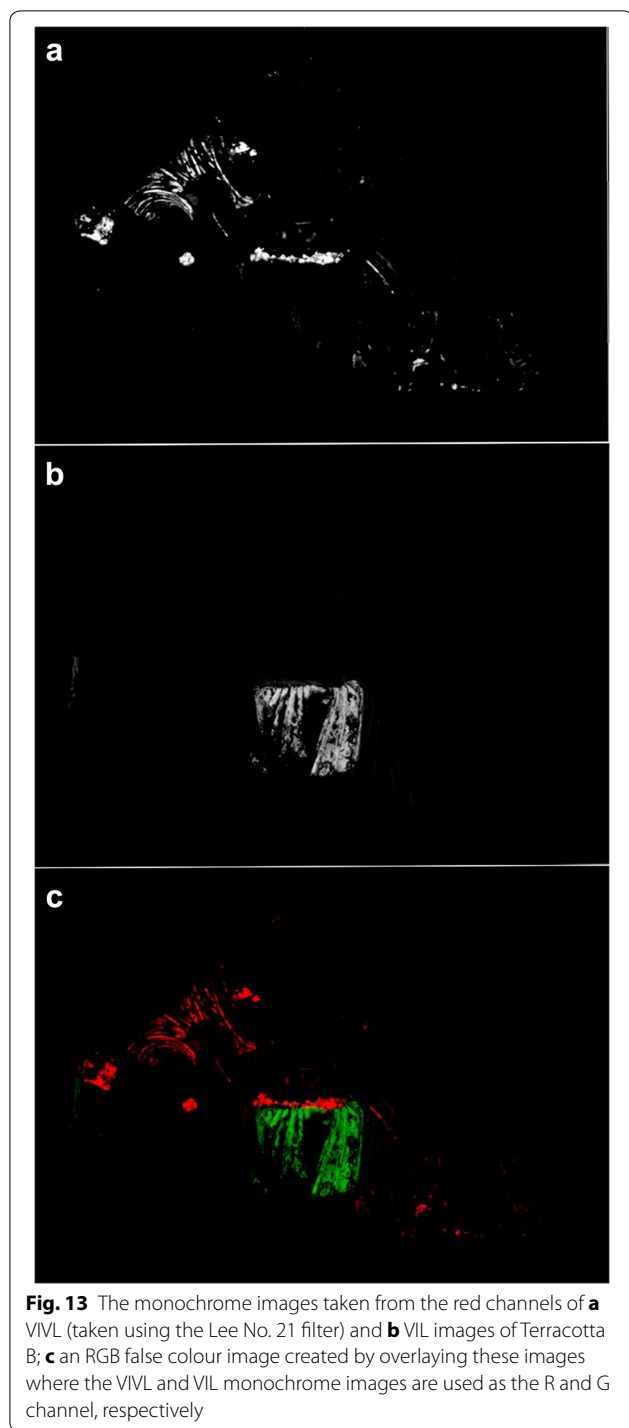 a
b
c
Fig. 13 The monochrome images taken from the red channels of a
VIVL (taken using the Lee No. 21 filter) and b VIL images of Terracotta
B; c an RGB false colour image created by overlaying these images
where the VIVL and VIL monochrome images are used as the R and G
channel, respectively